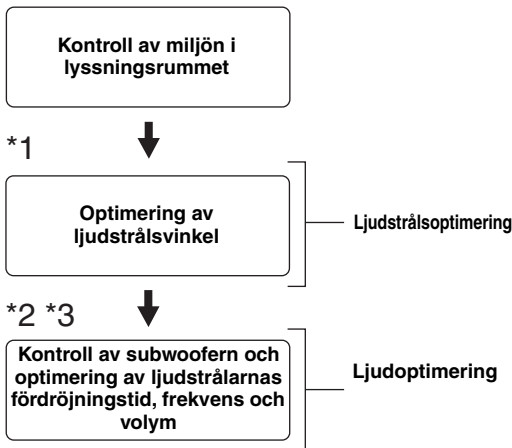 Kontroll av miljön i
lyssningsrummet
*1
Optimering av
ljudstrålsvinkel
Ljudstrålsoptimering
*2 *3
Kontroll av subwoofern och
optimering av ljudstrålarnas
fördröjningstid, frekvens och
volym
Ljudoptimering